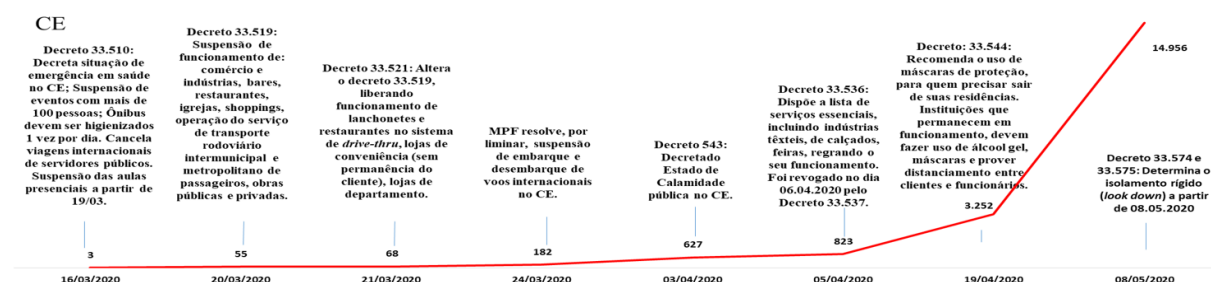 CE
Decreto 33.510:
Decreta situação de
emergência em saúde
no CE; Suspensão de
eventos com mais de
100 pessoas; Ônibus
devem ser higienizados
1 vez por dia. Cancela
viagens internacionais
de servidores públicos.
Suspensão das aulas
presenciais a partir de
19/03.
Decreto 33.519:
Suspensão de
funcionamento de:
comércio e
indústrias, bares,
restaurantes,
igrejas, shoppings,
operação do serviço
de transporte
rodoviário
intermunicipal e
metropolitano de
passageiros, obras
públicas e privadas.
Decreto 33.521: Altera
o decreto 33.519,
liberando
funcionamento de
lanchonetes e
restaurantes no sistema
de drive-thru, lojas de
conveniência (sem
permanência do
cliente), lojas de
departamento.
MPF resolve, por
liminar, suspensão
de embarque e
desembarque de
voos internacionais
no CE.
Decreto 543:
Decretado
Estado de
Calamidade
pública no CE.
Decreto 33.536:
Dispõe a lista de
serviços essenciais,
incluindo indústrias
têxteis, de calçados,
feiras, regrando o
seu funcionamento.
Foi revogado no dia
06.04.2020 pelo
Decreto 33.537.
Decreto: 33.544:
Recomenda o uso de
máscaras de proteção,
para quem precisar sair
de suas residências.
Instituições que
permanecem em
funcionamento, devem
fazer uso de álcool gel,
máscaras e prover
distanciamento entre
clientes e funcionários.
Decreto 33.574 e
33.575: Determina o
isolamento rígido
(look down) a partir
de 08.05.2020
3
55
68
182
627
823
3.252
14.956
16/03/2020
20/03/2020
21/03/2020
24/03/2020
03/04/2020
05/04/2020
19/04/2020
08/05/2020